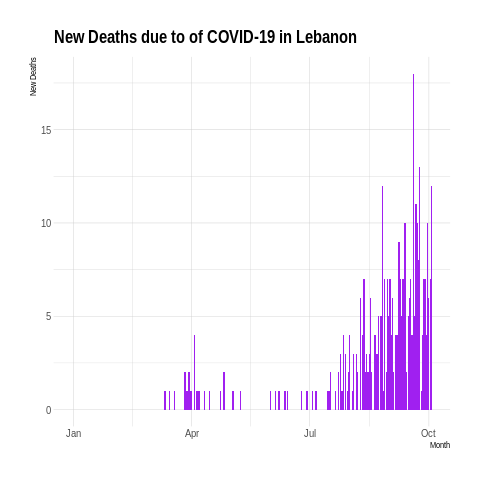 New Deaths due to of COVID-19 in Lebanon
New Deaths
15
10
5
0
Jan Apr Jul Oct
Month